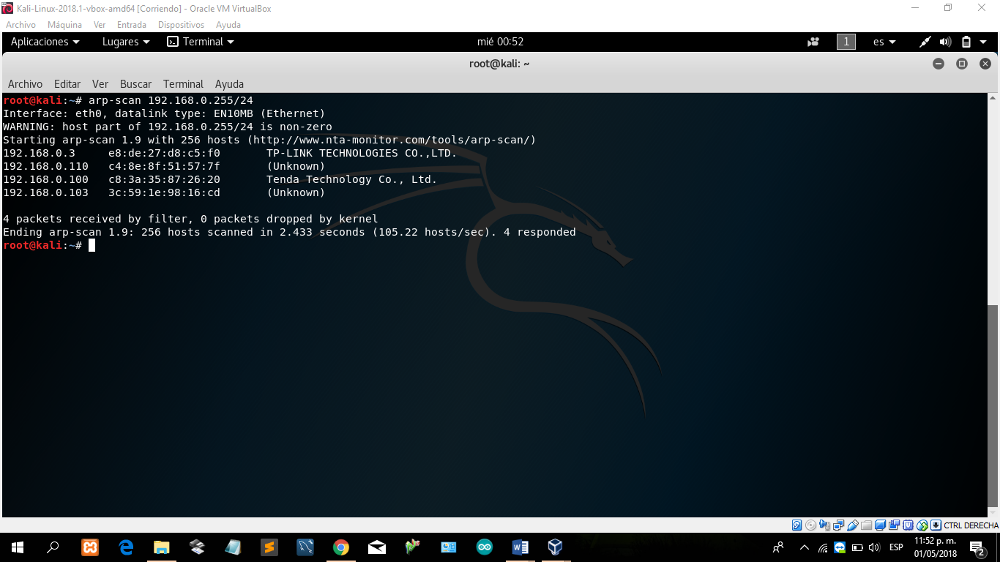 Kali-Linux-2018.1-vbox-amd64 [Corriendo] - Oracle VM VirtualBox
Archivo Máquina Ver Entrada Dispositivos Ayuda
Aplicaciones Lugares Terminal mié 00:52 1 es
root@kali: ~
Archivo Editar Ver Buscar Terminal Ayuda
root@kali:~# arp-scan 192.168.0.255/24
Interface: eth0, datalink type: EN10MB (Ethernet)
WARNING: host part of 192.168.0.255/24 is non-zero
Starting arp-scan 1.9 with 256 hosts (http://www.nta-monitor.com/tools/arp-scan/)
192.168.0.3 e8:de:27:d8:c5:f0 TP-LINK TECHNOLOGIES CO.,LTD.
192.168.0.110 c4:8e:8f:51:57:7f (Unknown)
192.168.0.100 c8:3a:35:87:26:20 Tenda Technology Co., Ltd.
192.168.0.103 3c:59:1e:98:16:cd (Unknown)
4 packets received by filter, 0 packets dropped by kernel
Ending arp-scan 1.9: 256 hosts scanned in 2.433 seconds (105.22 hosts/sec). 4 responded
root@kali:~#
CTRL DERECHA
ESP 11:52 p. m.
01/05/2018 2